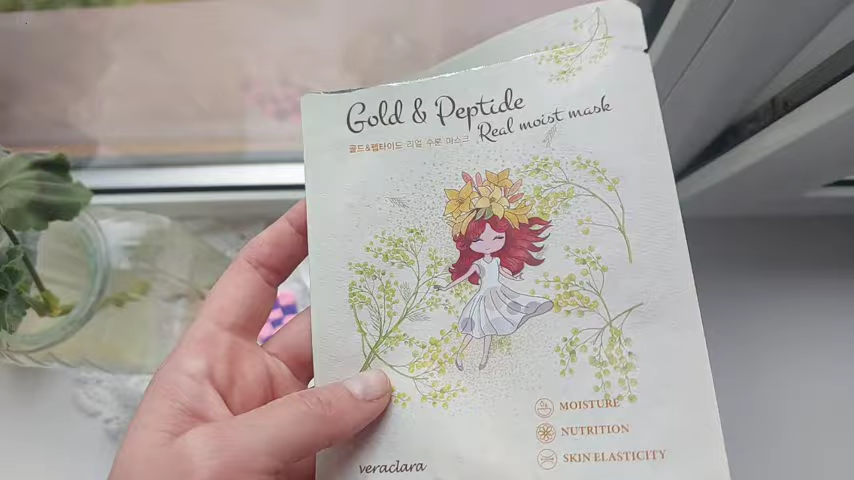 Gold & Peptide
Real moist mask
골드&펩타이드 리얼 수분 마스크
MOISTURE
NUTRITION
SKIN ELASTICITY
veraclara